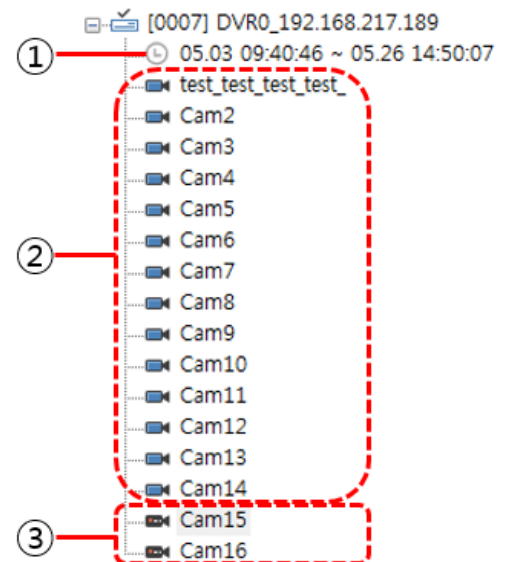 [0007] DVR0_192.168.217.189
① 05.03 09:40:46 ~ 05.26 14:50:07
test_test_test_test_
Cam2
Cam3
Cam4
Cam5
② Cam6
Cam7
Cam8
Cam9
Cam10
Cam11
Cam12
Cam13
Cam14
Cam15
③ Cam16